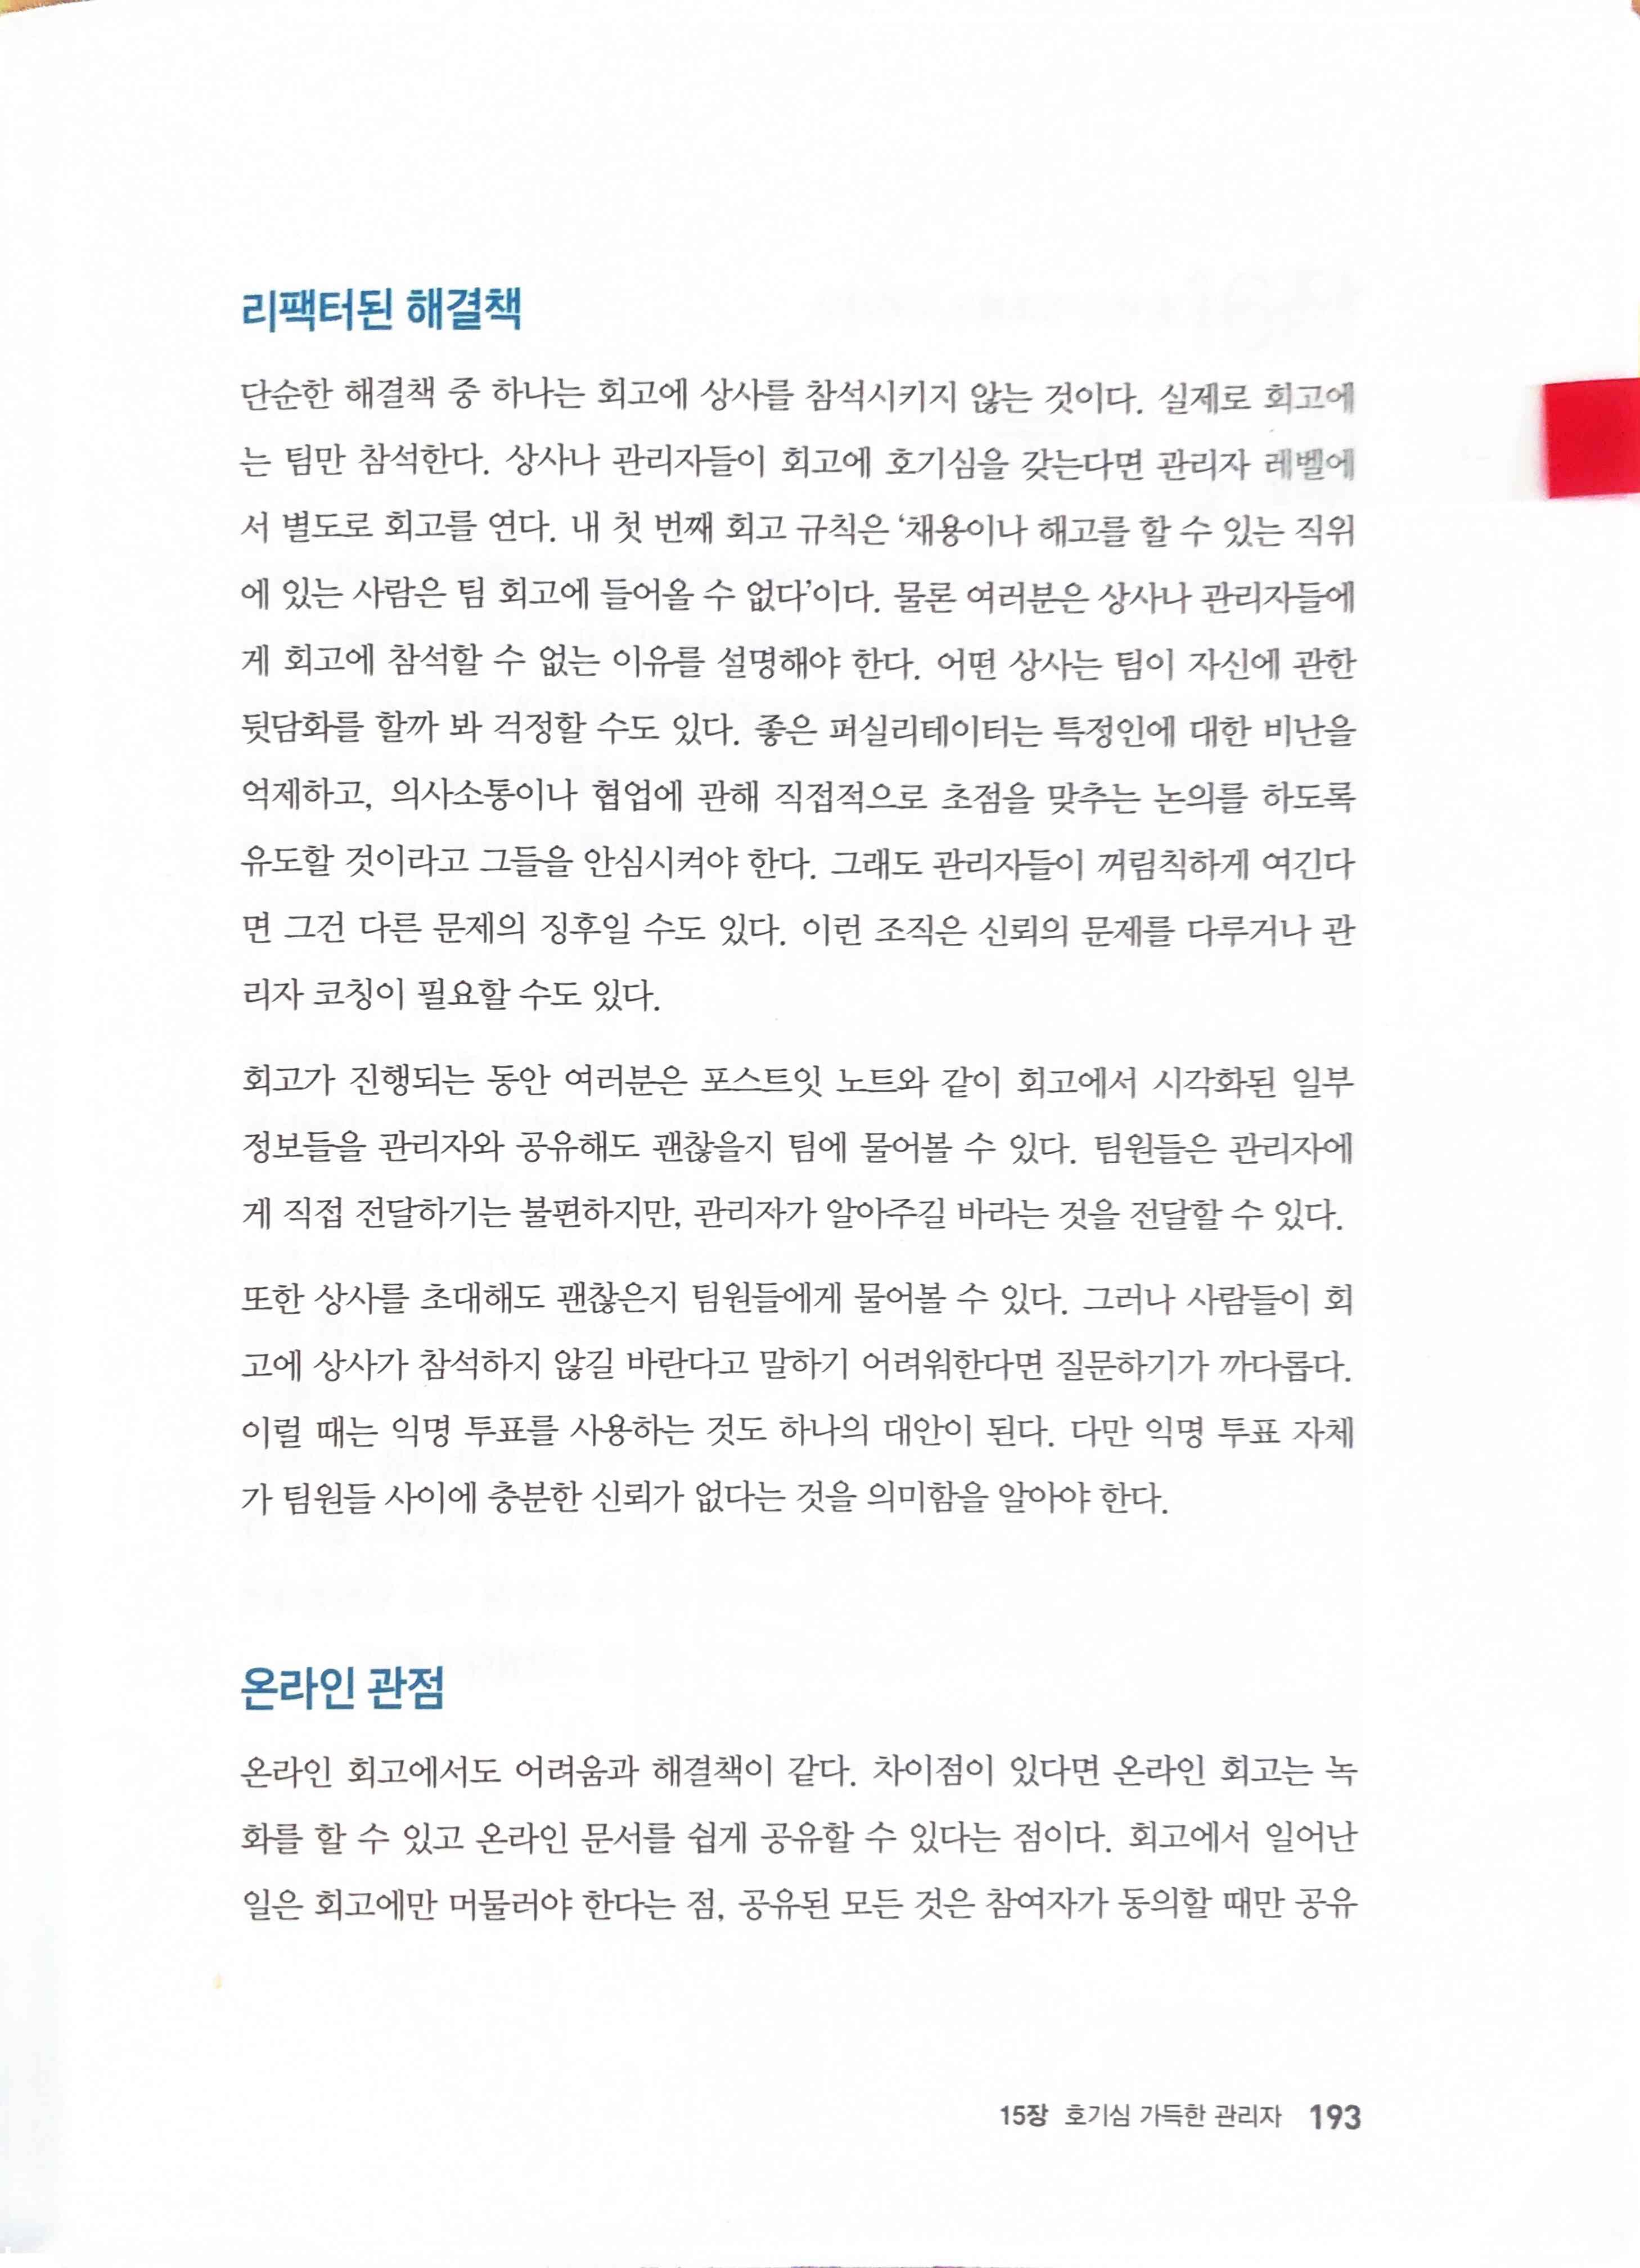 리팩터된 해결책
단순한 해결책 중 하나는 회고에 상사를 참석시키지 않는 것이다. 실제로 회고에
는 팀만 참석한다. 상사나 관리자들이 회고에 호기심을 갖는다면 관리자 레벨에
서 별도로 회고를 연다. 내 첫 번째 회고 규칙은 ‘채용이나 해고를 할 수 있는 직위
에 있는 사람은 팀 회고에 들어올 수 없다’이다. 물론 여러분은 상사나 관리자들에
게 회고에 참석할 수 없는 이유를 설명해야 한다. 어떤 상사는 팀이 자신에 관한
뒷담화를 할까 봐 걱정할 수도 있다. 좋은 퍼실리테이터는 특정인에 대한 비난을
억제하고, 의사소통이나 협업에 관해 직접적으로 초점을 맞추는 논의를 하도록
유도할 것이라고 그들을 안심시켜야 한다. 그래도 관리자들이 꺼림칙하게 여긴다
면 그건 다른 문제의 징후일 수도 있다. 이런 조직은 신뢰의 문제를 다루거나 관
리자 코칭이 필요할 수도 있다.
회고가 진행되는 동안 여러분은 포스트잇 노트와 같이 회고에서 시각화된 일부
정보들을 관리자와 공유해도 괜찮을지 팀에 물어볼 수 있다. 팀원들은 관리자에
게 직접 전달하기는 불편하지만, 관리자가 알아주길 바라는 것을 전달할 수 있다.
또한 상사를 초대해도 괜찮은지 팀원들에게 물어볼 수 있다. 그러나 사람들이 회
고에 상사가 참석하지 않길 바란다고 말하기 어려워한다면 질문하기가 까다롭다.
이럴 때는 익명 투표를 사용하는 것도 하나의 대안이 된다. 다만 익명 투표 자체
가 팀원들 사이에 충분한 신뢰가 없다는 것을 의미함을 알아야 한다.
온라인 관점
온라인 회고에서도 어려움과 해결책이 같다. 차이점이 있다면 온라인 회고는 녹
화를 할 수 있고 온라인 문서를 쉽게 공유할 수 있다는 점이다. 회고에서 일어난
일은 회고에만 머물러야 한다는 점, 공유된 모든 것은 참여자가 동의할 때만 공유
15장 호기심 가득한 관리자 193